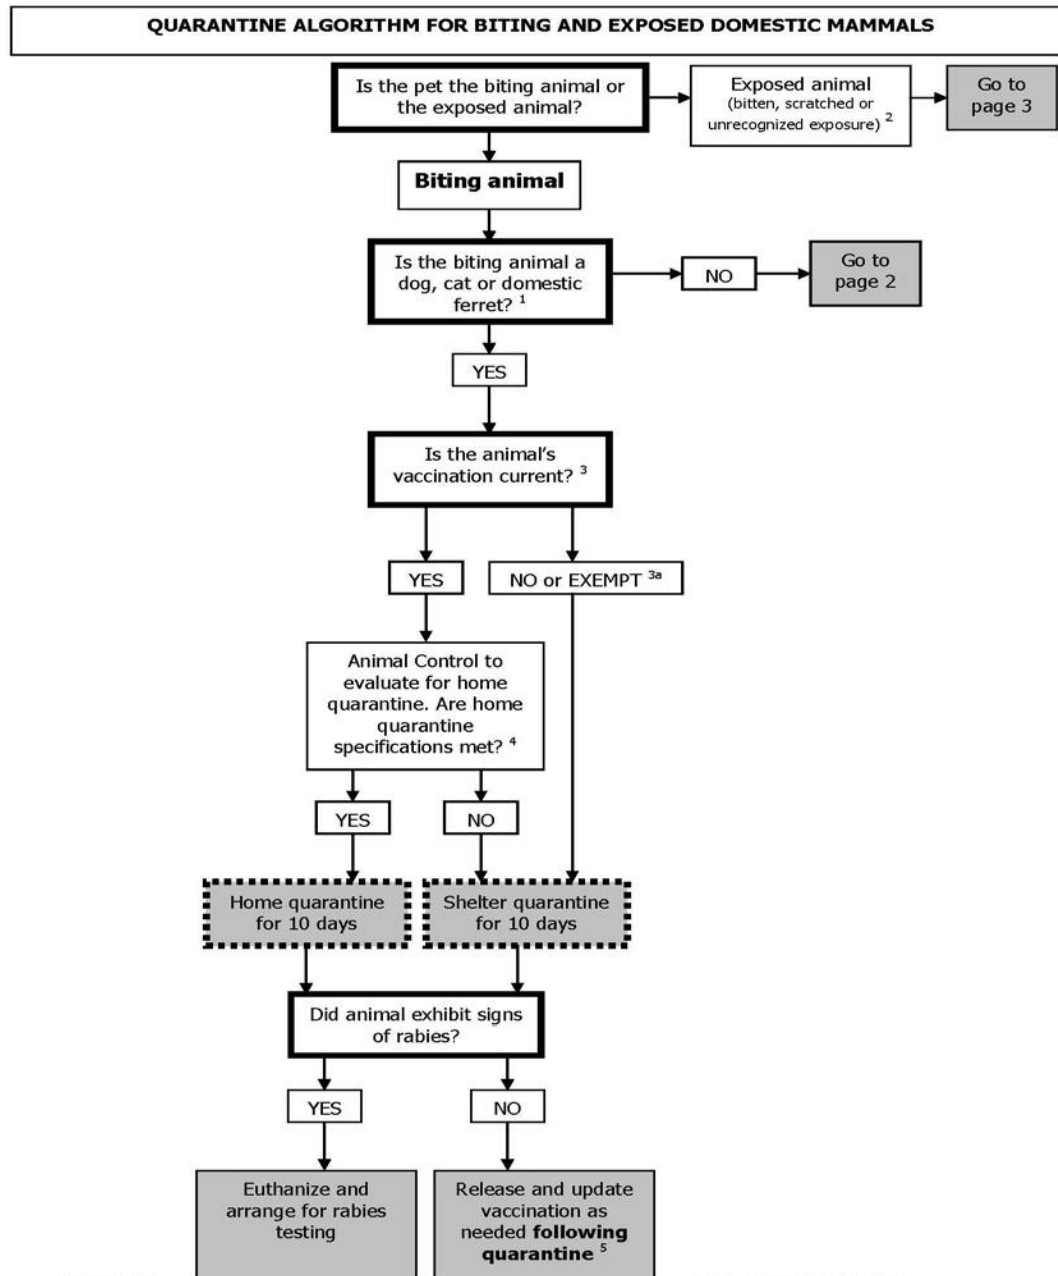 QUARANTINE ALGORITHM FOR BITING AND EXPOSED DOMESTIC MAMMALS
Is the pet the biting animal or
the exposed animal?
Exposed animal
(bitten, scratched or
unrecognized exposure) 2
Go to
page 3
Biting animal
Is the biting animal a
dog, cat or domestic
ferret? 1
NO
Go to
page 2
YES
Is the animal's
vaccination current? 3
YES
NO or EXEMPT 3a
Animal Control to
evaluate for home
quarantine. Are home
quarantine
specifications met? 4
YES
NO
Home quarantine
for 10 days
Shelter quarantine
for 10 days
Did animal exhibit signs
of rabies?
YES
NO
Euthanize and
arrange for rabies
testing
Release and update
vaccination as
needed following
quarantine 5